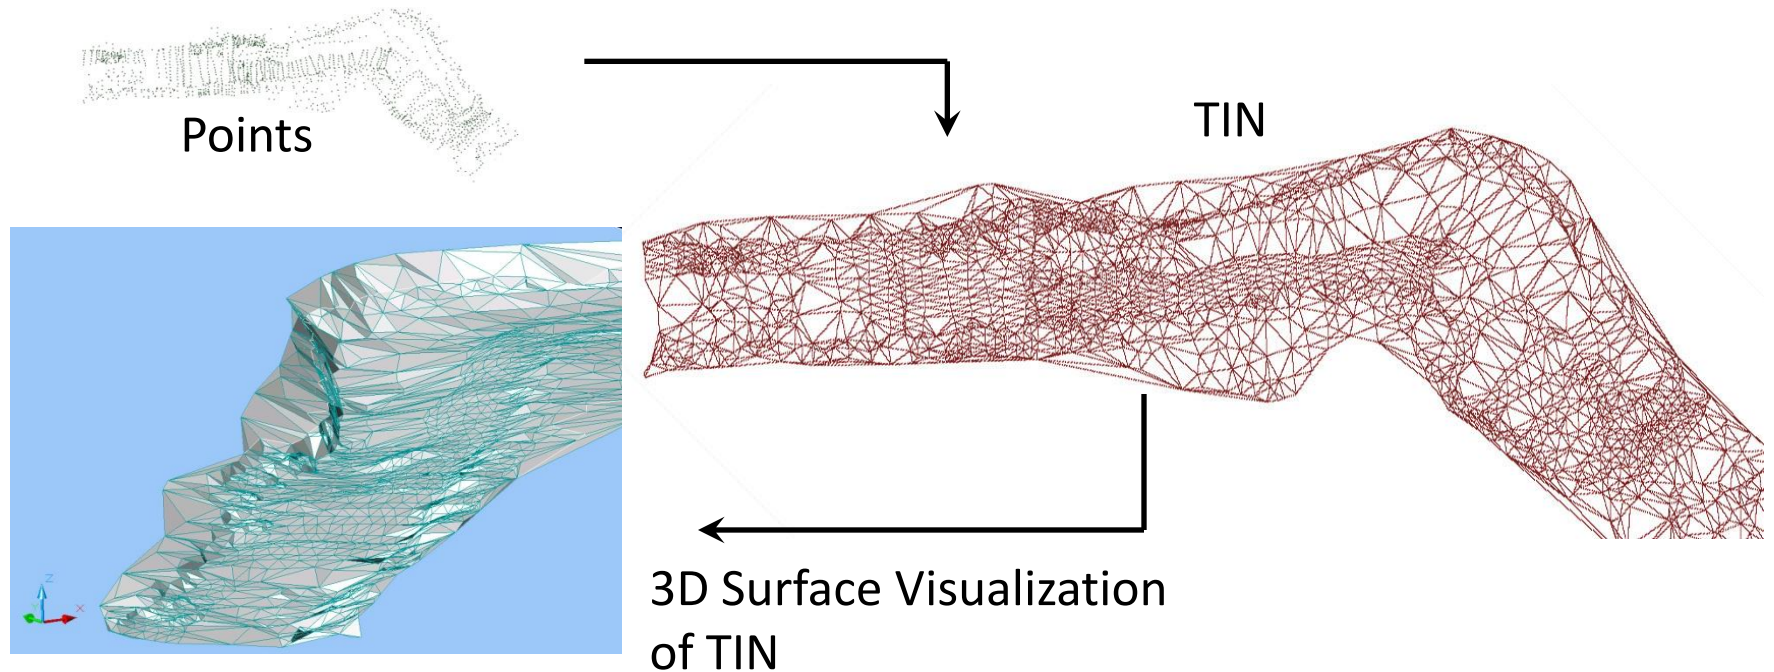 Points
TIN
3D Surface Visualization
of TIN
Z
X